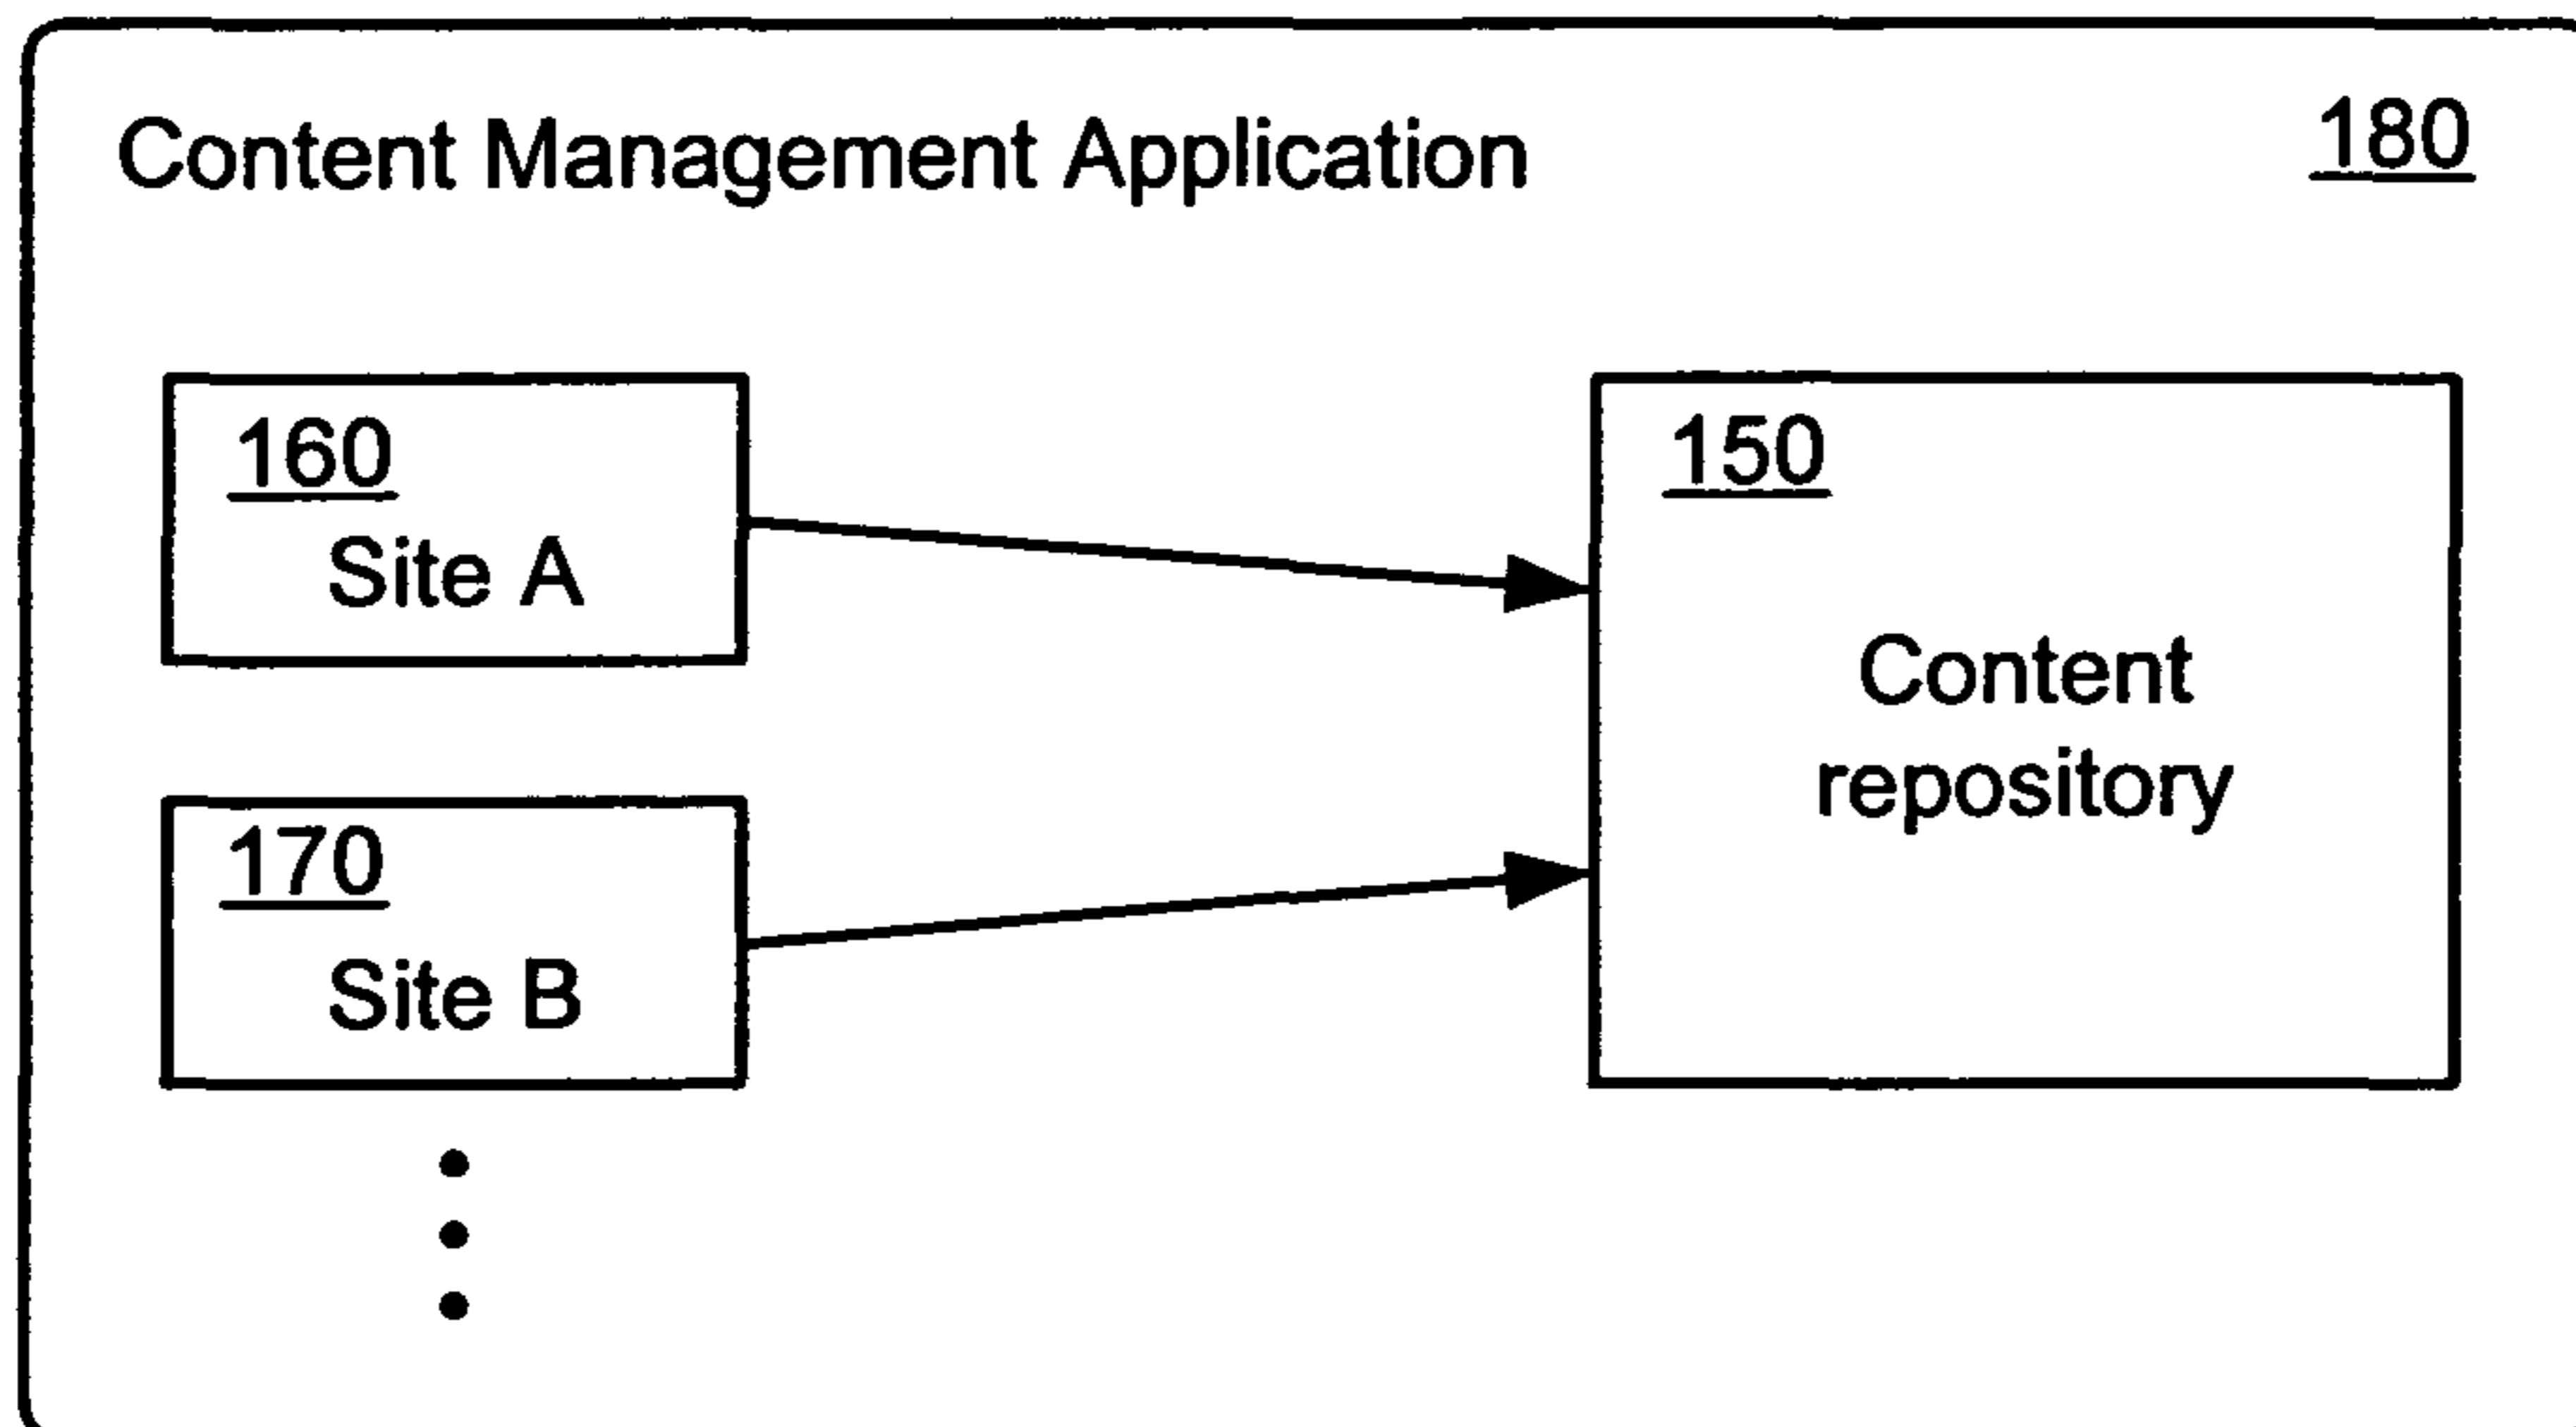 Content Management Application 180
160
Site A
150
Content
repository
170
Site B